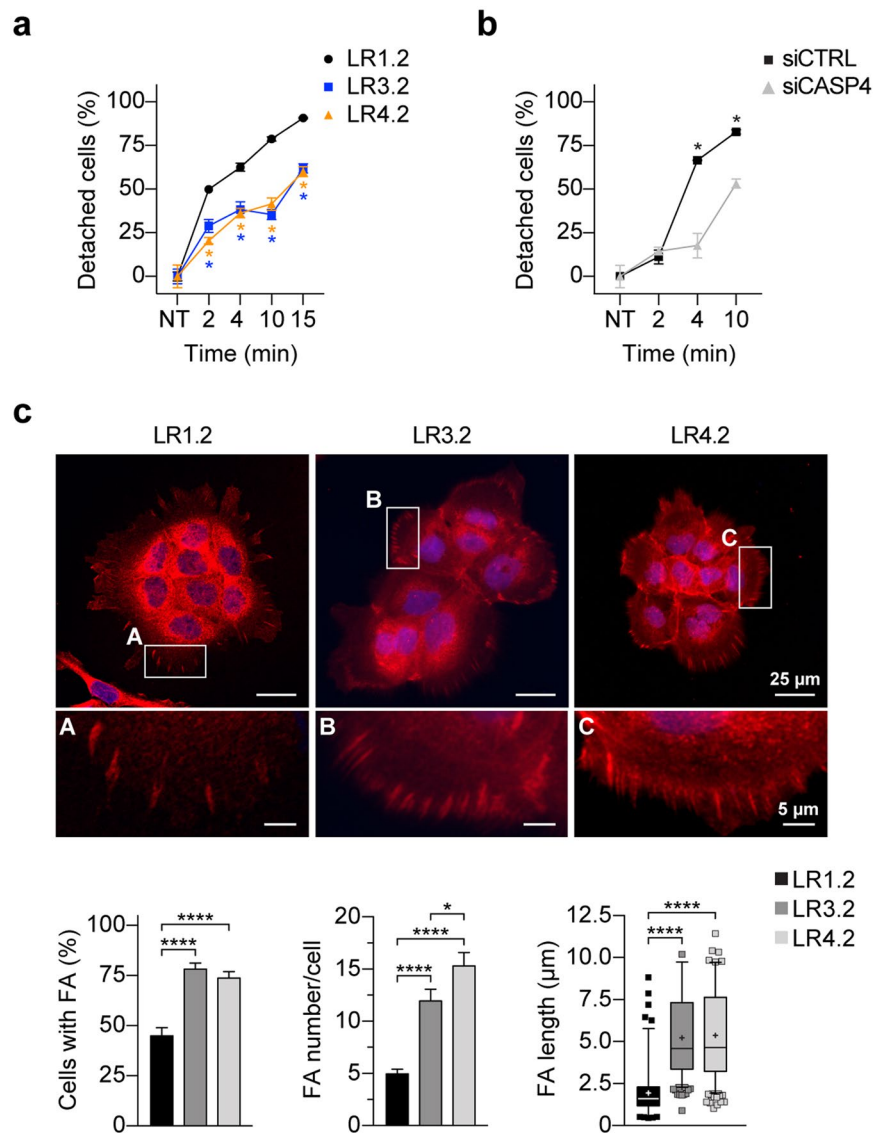 a
LR1.2
LR3.2
LR4.2
Detached cells (%)
100
75
50
25
0
* * * *
* * * *
NT 2 4 10 15
Time (min)
b
siCTRL
siCASP4
Detached cells (%)
100
75
50
25
0
* *
NT 2 4 10
Time (min)
c
LR1.2 LR3.2 LR4.2
A
B
C
25 µm
A B C
5 µm
LR1.2
LR3.2
LR4.2
Cells with FA (%)
100
75
50
25
0
****
****
FA number/cell
20
15
10
5
0
*
****
****
FA length (µm)
12.5
10.0
7.5
5.0
2.5
0
****
****